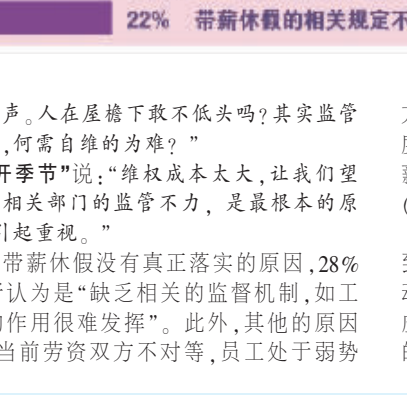 22% 带薪休假的相关规定不
声。人在屋檐下敢不低头吗?其实监管
,何需自维的为难?”
开季节”说:“维权成本太大,让我们望
相关部门的监管不力,是最根本的原
引起重视。”
带薪休假没有真正落实的原因,28%
认为是“缺乏相关的监督机制,如工
作用很难发挥”。此外,其他的原因
当前劳资双方不对等,员工处于弱势